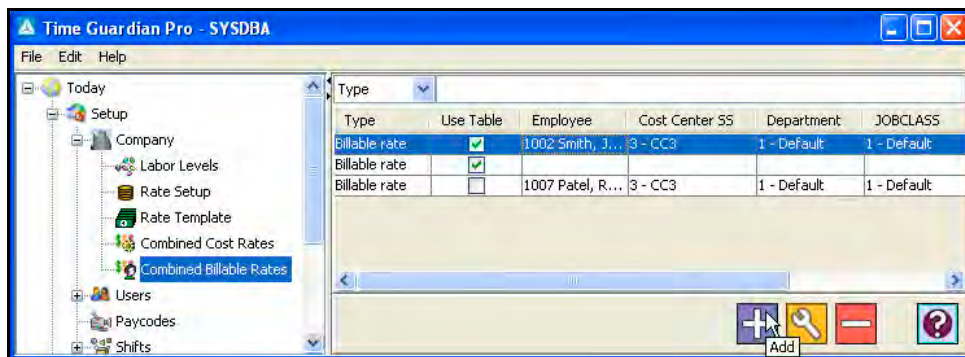 Time Guardian Pro - SYSDBA
File Edit Help
Today
Setup
Company
Labor Levels
Rate Setup
Rate Template
Combined Cost Rates
Combined Billable Rates
Users
Paycodes
Shifts
Type
Type Use Table Employee Cost Center SS Department JOBCLASS
Billable rate 1002 Smith, J... 3 - CC3 1 - Default 1 - Default
Billable rate
Billable rate 1007 Patel, R... 3 - CC3 1 - Default 1 - Default
Add